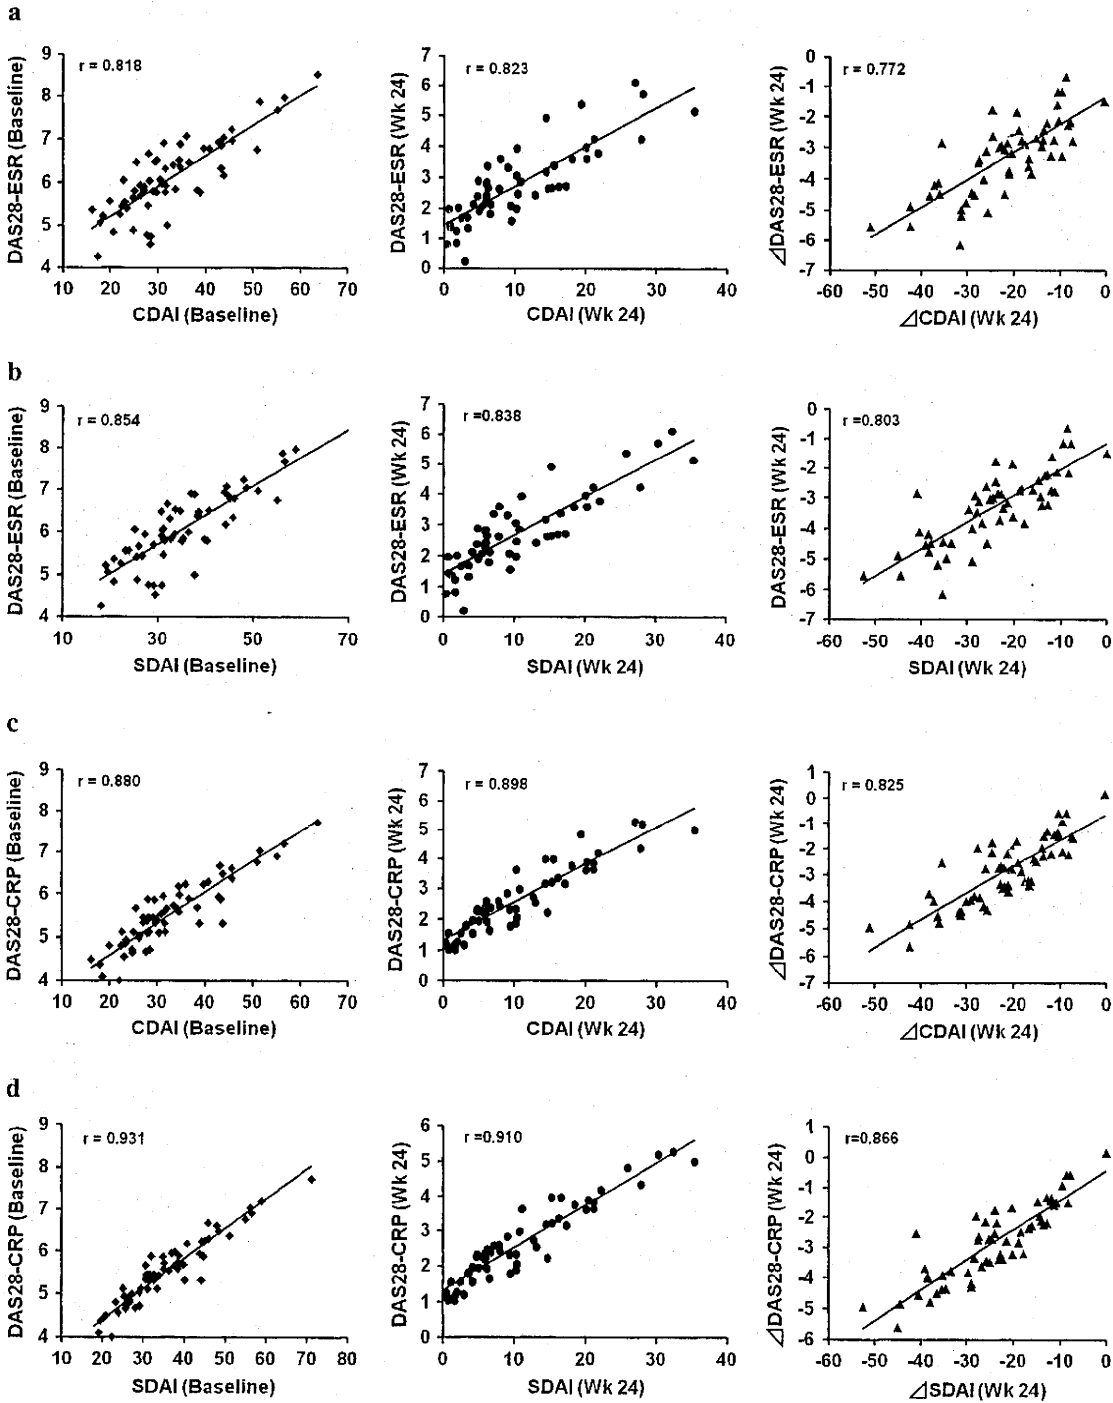 a
r = 0.818
9
8
7
6
5
4
10 20 30 40 50 60 70
DAS28-ESR (Baseline)
CDAI (Baseline)
r = 0.823
7
6
5
4
3
2
1
0
0 10 20 30 40
DAS28-ESR (Wk 24)
CDAI (Wk 24)
r = 0.772
0
-1
-2
-3
-4
-5
-6
-7
-60 -50 -40 -30 -20 -10 0
⊿DAS28-ESR (Wk 24)
⊿CDAI (Wk 24)
b
r = 0.854
9
8
7
6
5
4
10 20 30 40 50 70
DAS28-ESR (Baseline)
SDAI (Baseline)
r =0.838
7
6
5
4
3
2
1
0
0 10 20 30 40
DAS28-ESR (Wk 24)
SDAI (Wk 24)
r =0.803
0
-1
-2
-3
-4
-5
-6
-7
-60 -50 -40 -30 -20 -10 0
DAS28-ESR (Wk 24)
SDAI (Wk 24)
c
r = 0.880
9
8
7
6
5
4
10 20 30 40 50 60 70
DAS28-CRP (Baseline)
CDAI (Baseline)
r = 0.898
7
6
5
4
3
2
1
0
0 10 20 30 40
DAS28-CRP (Wk 24)
CDAI (Wk 24)
r = 0.825
1
0
-1
-2
-3
-4
-5
-6
-7
-60 -50 -40 -30 -20 -10 0
⊿DAS28-CRP (Wk 24)
⊿CDAI (Wk 24)
d
r = 0.931
9
8
7
6
5
4
10 20 30 40 50 60 70 80
DAS28-CRP (Baseline)
SDAI (Baseline)
r =0.910
6
5
4
3
2
1
0
0 10 20 30 40
DAS28-CRP (Wk 24)
SDAI (Wk 24)
r=0.866
1
0
-1
-2
-3
-4
-5
-6
-60 -50 -40 -30 -20 -10 0
⊿DAS28-CRP (Wk 24)
⊿SDAI (Wk 24)